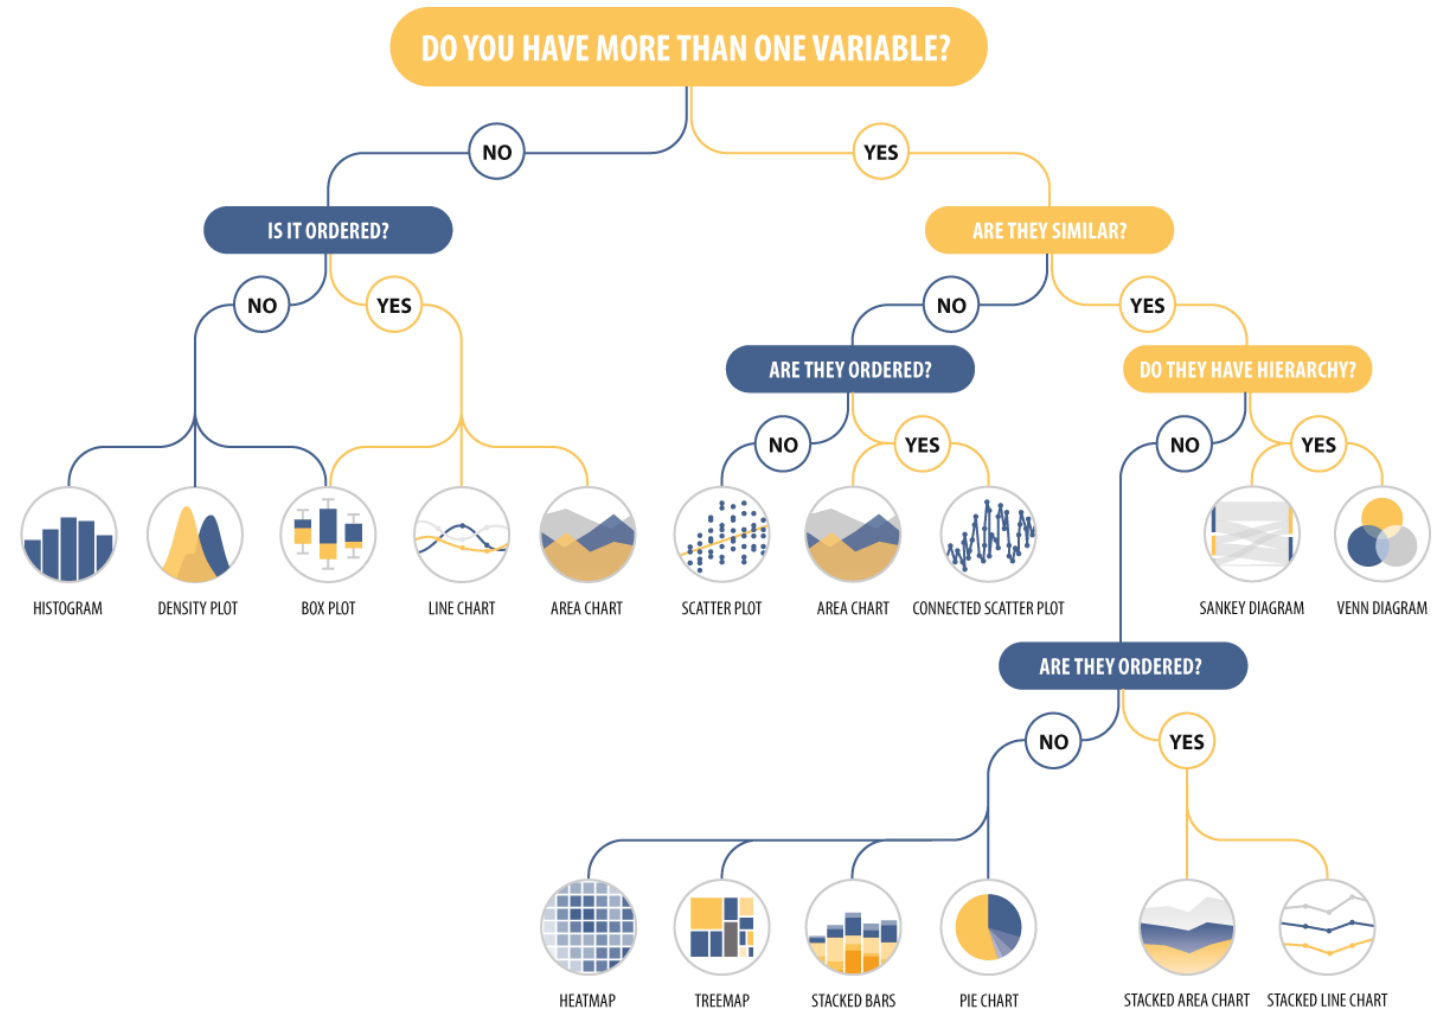 DO YOU HAVE MORE THAN ONE VARIABLE?
NO
YES
IS IT ORDERED?
ARE THEY SIMILAR?
NO
YES
NO
YES
ARE THEY ORDERED?
DO THEY HAVE HIERARCHY?
NO
YES
NO
YES
HISTOGRAM
DENSITY PLOT
BOX PLOT
LINE CHART
AREA CHART
SCATTER PLOT
AREA CHART
CONNECTED SCATTER PLOT
SANKEY DIAGRAM
VENN DIAGRAM
ARE THEY ORDERED?
NO
YES
HEATMAP
TREEMAP
STACKED BARS
PIE CHART
STACKED AREA CHART
STACKED LINE CHART